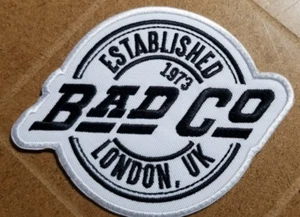 ESTABLISHED
1973
BAD CO
LONDON, UK